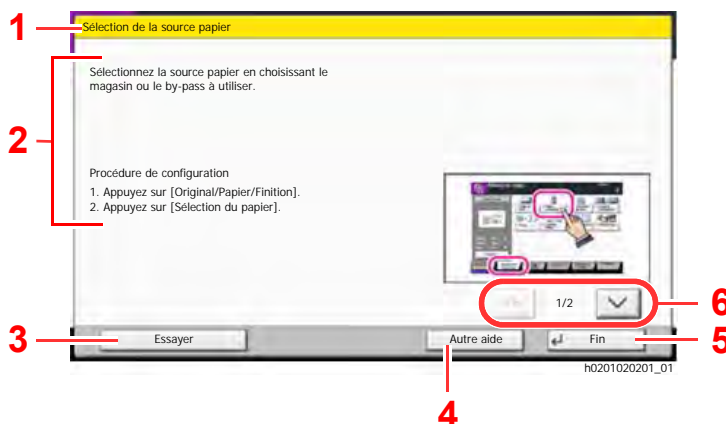 1
Sélection de la source papier
2
Sélectionnez la source papier en choisissant le
magasin ou le by-pass à utiliser.
Procédure de configuration
1. Appuyez sur [Original/Papier/Finition].
2. Appuyez sur [Sélection du papier].
1/2
6
3
Essayer
Autre aide
Fin
5
h0201020201_01
4